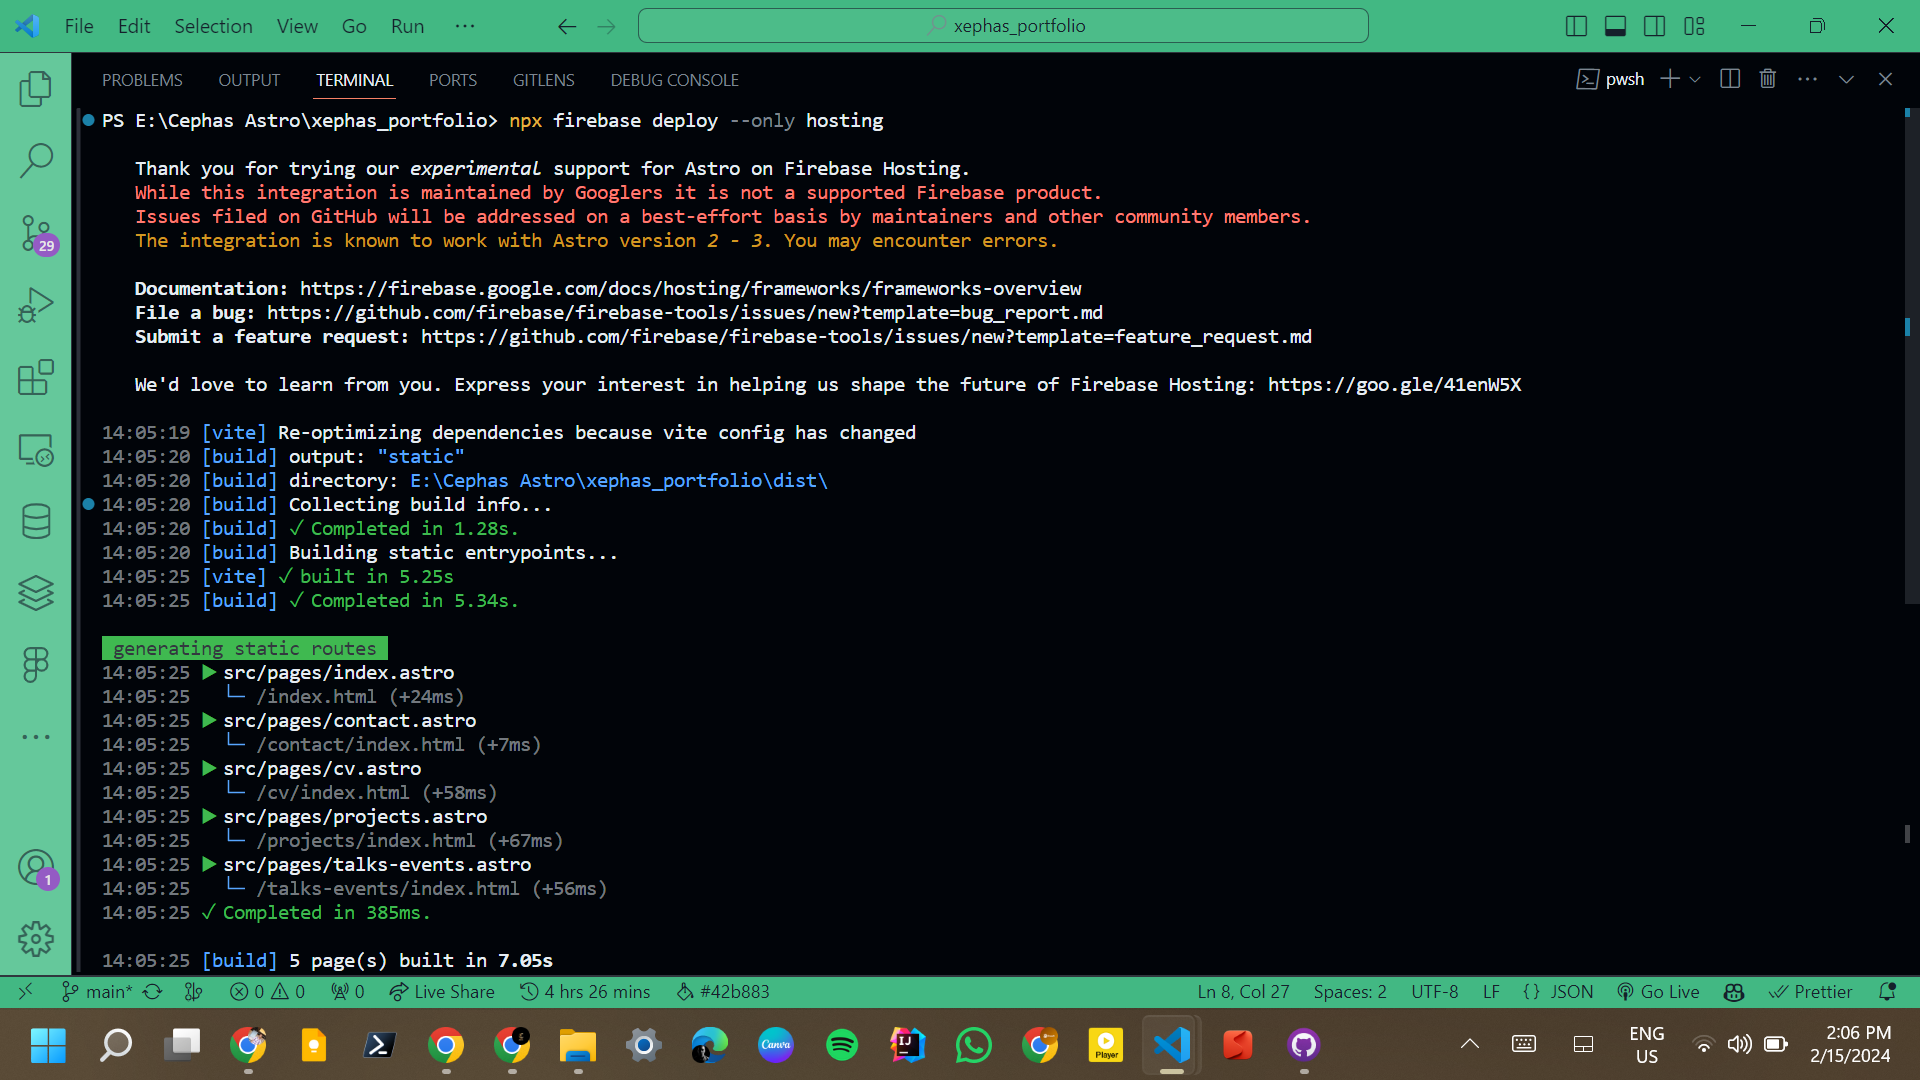 File Edit Selection View Go Run ··· xephas_portfolio
PROBLEMS OUTPUT TERMINAL PORTS GITLENS DEBUG CONSOLE pwsh
PS E:\Cephas Astro\xephas_portfolio> npx firebase deploy --only hosting
Thank you for trying our experimental support for Astro on Firebase Hosting.
While this integration is maintained by Googlers it is not a supported Firebase product.
Issues filed on GitHub will be addressed on a best-effort basis by maintainers and other community members.
The integration is known to work with Astro version 2 - 3. You may encounter errors.
Documentation: https://firebase.google.com/docs/hosting/frameworks/frameworks-overview
File a bug: https://github.com/firebase/firebase-tools/issues/new?template=bug_report.md
Submit a feature request: https://github.com/firebase/firebase-tools/issues/new?template=feature_request.md
We'd love to learn from you. Express your interest in helping us shape the future of Firebase Hosting: https://goo.gle/41enW5X
14:05:19 [vite] Re-optimizing dependencies because vite config has changed
14:05:20 [build] output: "static"
14:05:20 [build] directory: E:\Cephas Astro\xephas_portfolio\dist\
14:05:20 [build] Collecting build info...
14:05:20 [build] ✓ Completed in 1.28s.
14:05:20 [build] Building static entrypoints...
14:05:25 [vite] ✓ built in 5.25s
14:05:25 [build] ✓ Completed in 5.34s.
generating static routes
14:05:25 ▶ src/pages/index.astro
14:05:25 └─ /index.html (+24ms)
14:05:25 ▶ src/pages/contact.astro
14:05:25 └─ /contact/index.html (+7ms)
14:05:25 ▶ src/pages/cv.astro
14:05:25 └─ /cv/index.html (+58ms)
14:05:25 ▶ src/pages/projects.astro
14:05:25 └─ /projects/index.html (+67ms)
14:05:25 ▶ src/pages/talks-events.astro
14:05:25 └─ /talks-events/index.html (+56ms)
14:05:25 ✓ Completed in 385ms.
14:05:25 [build] 5 page(s) built in 7.05s
29
1
main* 0 0 0 Live Share 4 hrs 26 mins #42b883 Ln 8, Col 27 Spaces: 2 UTF-8 LF {} JSON Go Live Prettier
Canva
IJ
Player
ENG
US
2:06 PM
2/15/2024